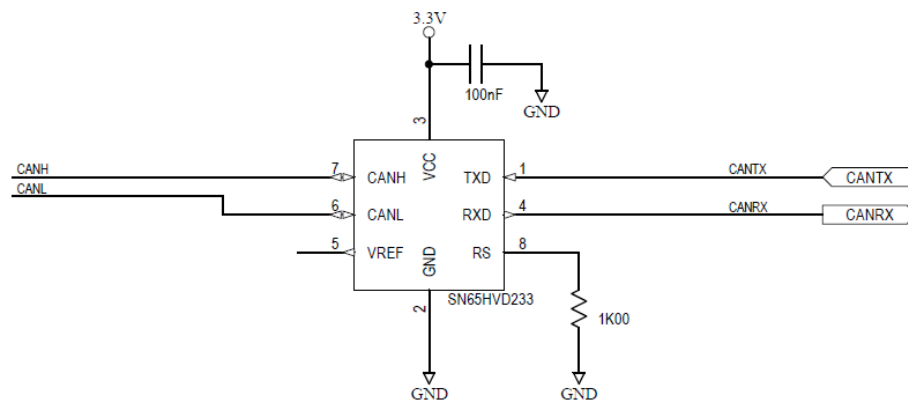 3.3V
100nF
GND
3
CANH
7
CANH
VCC
TXD
1
CANTX
CANTX
CANL
6
CANL
RXD
4
CANRX
CANRX
5
VREF
GND
RS
8
SN65HVD233
2
1K00
GND
GND